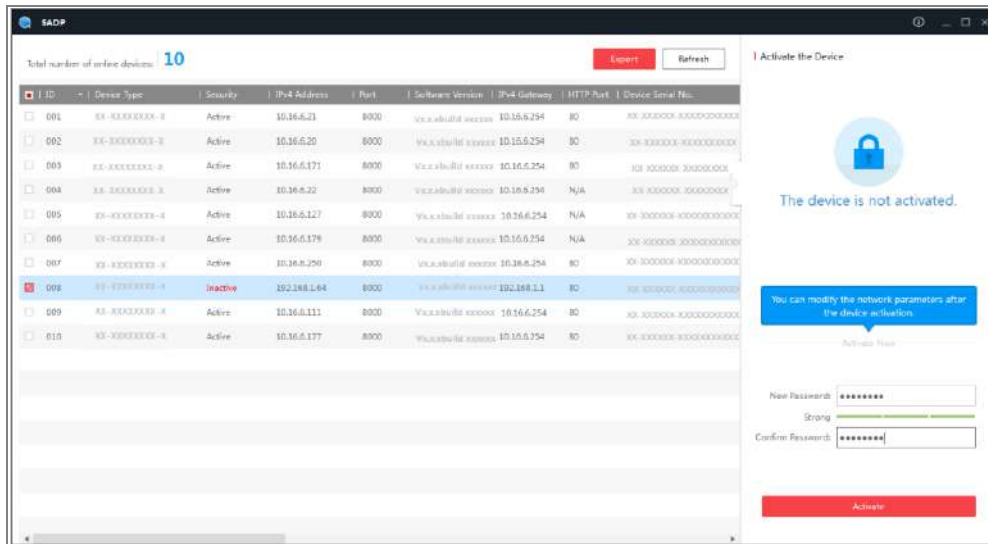 SADP
Total number of online devices: 10
Export
Refresh
ID
Device Type
Security
IPv4 Address
Port
Software Version
IPv4 Gateway
HTTP Port
Device Serial No.
001 XX-XXXXXXXX-X Active 10.16.6.21 8000 10.16.6.254 80
002 XX-XXXXXXXX-X Active 10.16.6.20 8000 10.16.6.254 80
003 Active 10.16.6.171 8000 10.16.6.254 80
004 Active 10.16.6.22 8000 10.16.6.254 N/A
005 Active 10.16.6.127 8000 10.16.6.254 N/A
006 Active 10.16.6.179 8000 10.16.6.254 N/A
007 Active 10.16.6.250 8000 10.16.6.254 80
008 Inactive 192.168.1.64 8000 192.168.1.1 80
009 Active 10.16.6.111 8000 10.16.6.254 80
010 Active 10.16.6.177 8000 10.16.6.254 80
Activate the Device
The device is not activated.
You can modify the network parameters after
the device activation.
Activate Now
New Password:
Strong
Confirm Password:
Activate